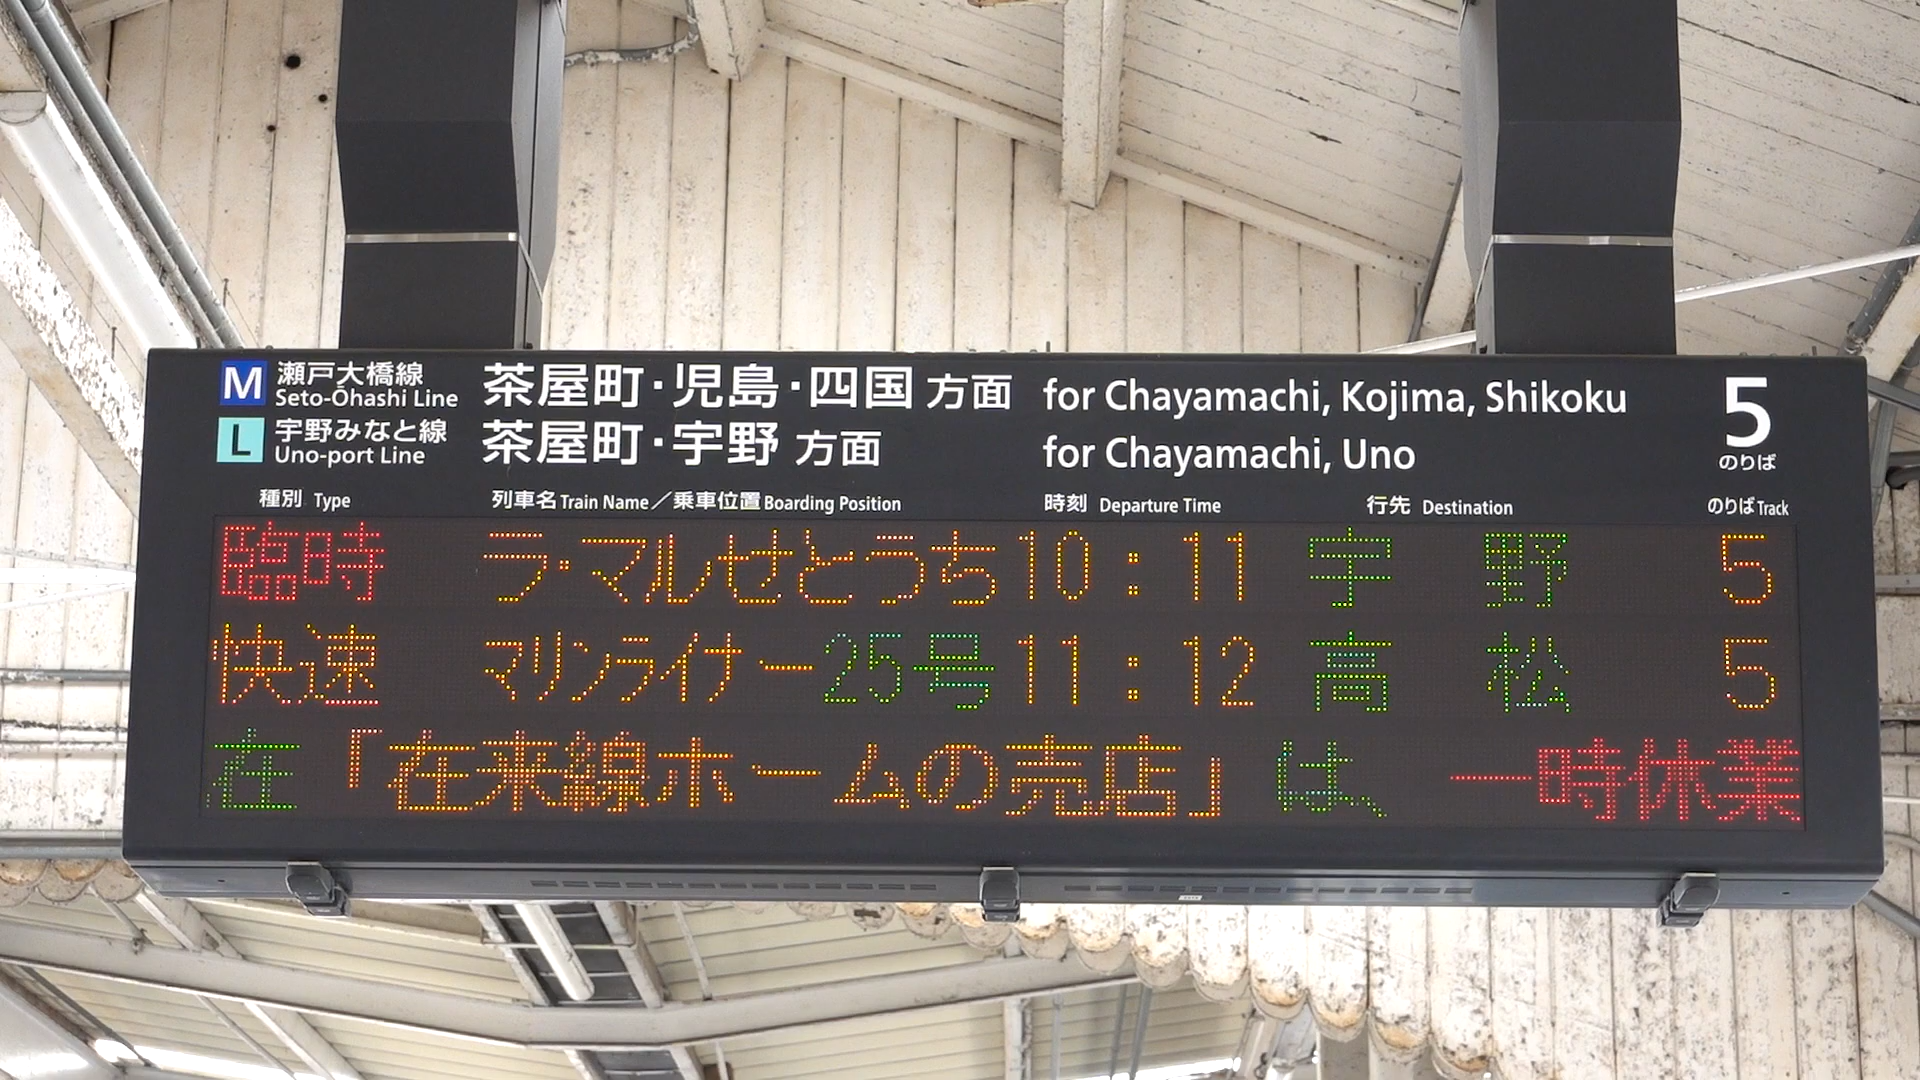 M 瀬戸大橋線 茶屋町・児島・四国 方面 for Chayamachi, Kojima, Shikoku 5
Seto-Ōhashi Line
L 宇野みなと線 茶屋町・宇野 方面 for Chayamachi, Uno
Uno-port Line のりば
種別 Type 列車名 Train Name／乗車位置 Boarding Position 時刻 Departure Time 行先 Destination のりば Track
臨時 ラ・マルせとうち 10:11 宇野 5
快速 マリンライナー25号 11:12 高松 5
在「在来線ホームの売店」は、一時休業